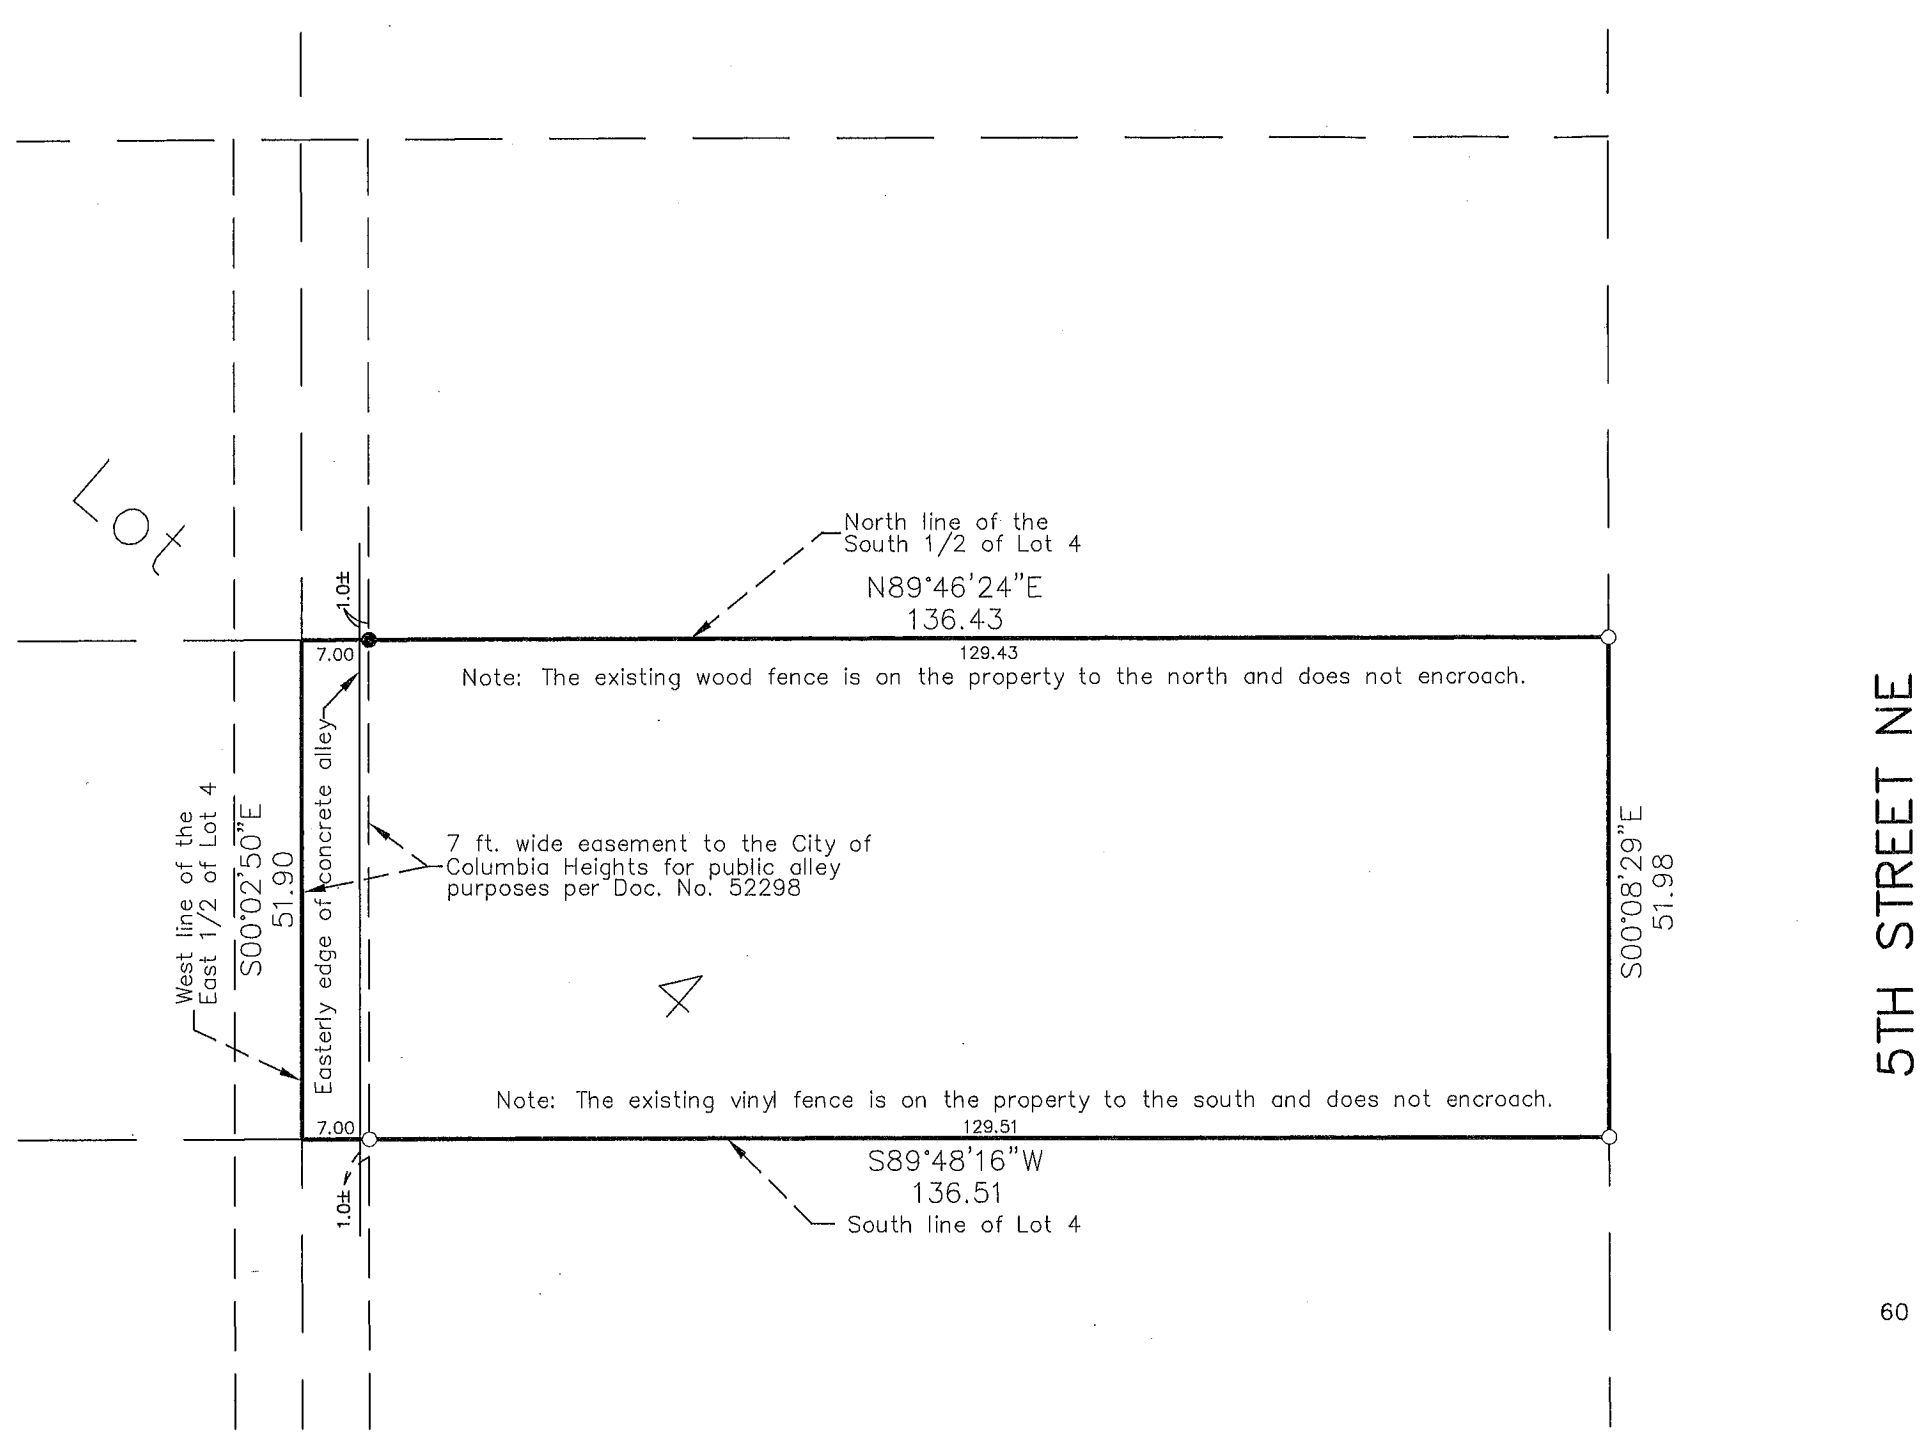 Lot
North line of the
South 1/2 of Lot 4
N89°46'24"E
136.43
1.0±
7.00
129.43
Note: The existing wood fence is on the property to the north and does not encroach.
Easterly edge of concrete alley
West line of the
East 1/2 of Lot 4
S00°02'50"E
51.90
7 ft. wide easement to the City of
Columbia Heights for public alley
purposes per Doc. No. 52298
4
S00°08'29"E
51.98
5TH STREET NE
Note: The existing vinyl fence is on the property to the south and does not encroach.
7.00
129.51
S89°48'16"W
136.51
1.0±
South line of Lot 4
60